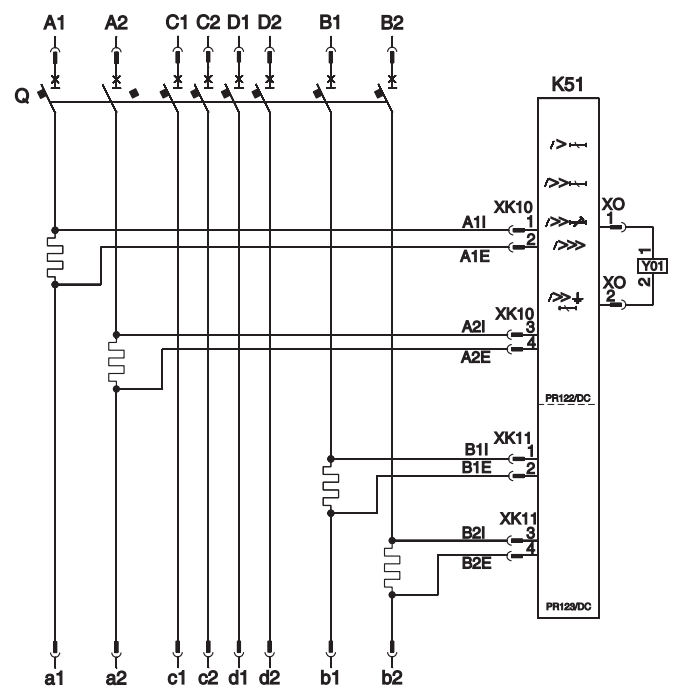 A1 A2 C1 C2 D1 D2 B1 B2
K51
Q
XK10
XO
A1I 1
1
A1E 2
1
Y01
2
XO
2
XK10
A2I 3
A2E 4
PR122/DC
XK11
B1I 1
B1E 2
XK11
B2I 3
B2E 4
PR123/DC
a1 a2 c1 c2 d1 d2 b1 b2